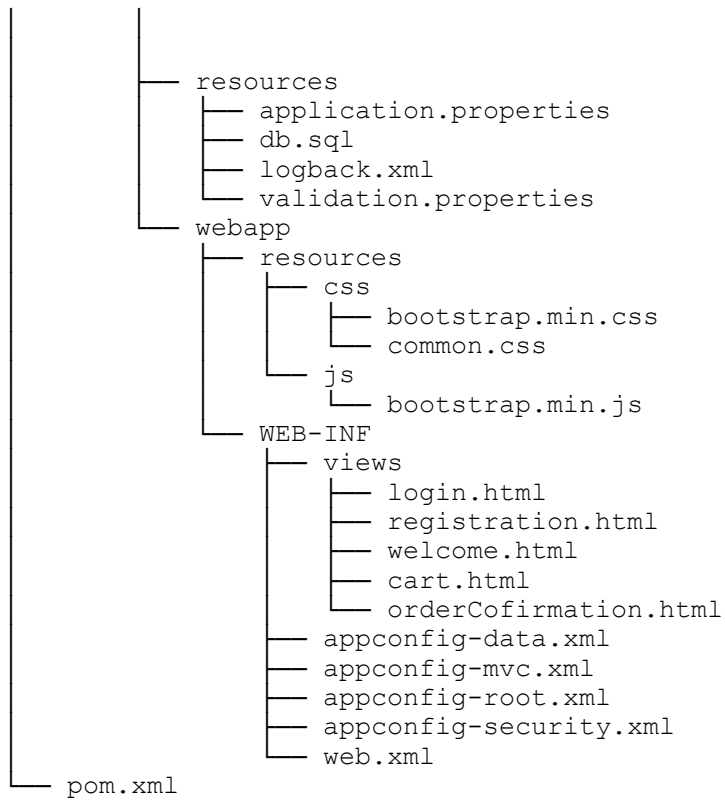 resources
application.properties
db.sql
logback.xml
validation.properties
webapp
resources
css
bootstrap.min.css
common.css
js
bootstrap.min.js
WEB-INF
views
login.html
registration.html
welcome.html
cart.html
orderCofirmation.html
appconfig-data.xml
appconfig-mvc.xml
appconfig-root.xml
appconfig-security.xml
web.xml
pom.xml